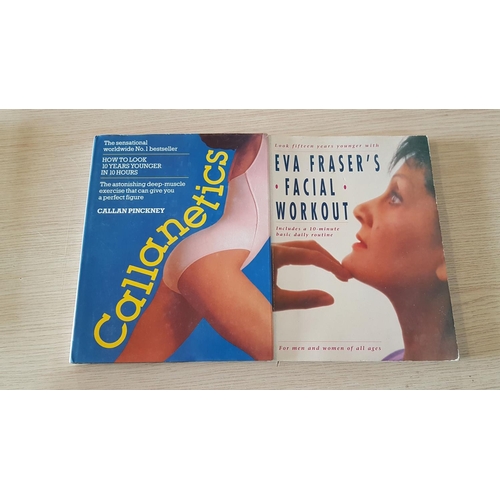 The sensational
worldwide No.1 bestseller
HOW TO LOOK
10 YEARS YOUNGER
IN 10 HOURS
The astonishing deep-muscle
exercise that can give you
a perfect figure
CALLAN PINCKNEY
Callanetics
Look fifteen years younger with
EVA FRASER'S
• FACIAL •
WORKOUT
Includes a 10-minute
basic daily routine
For men and women of all ages